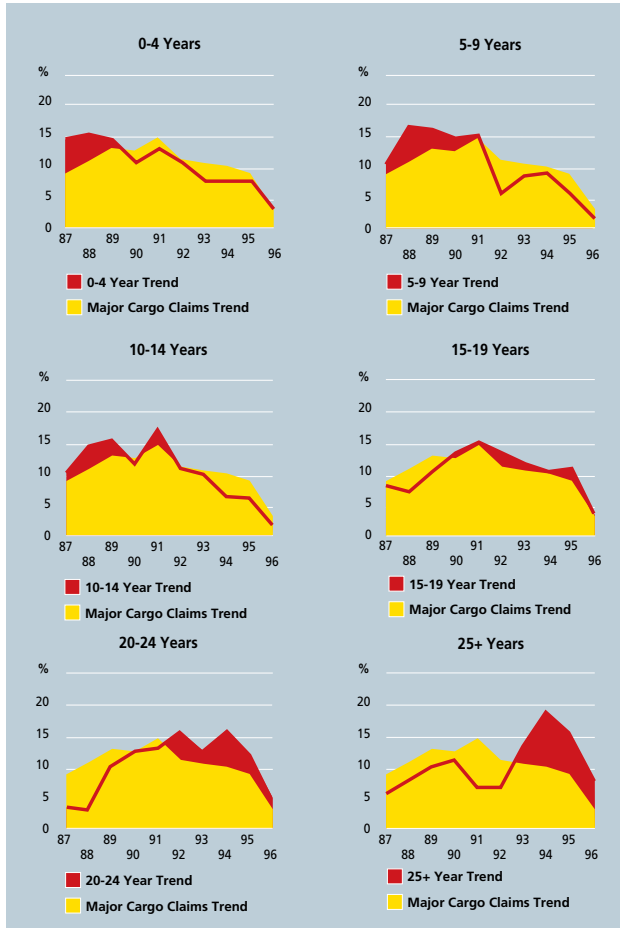 0-4 Years
%
20
15
10
5
0
87 89 91 93 95
88 90 92 94 96
0-4 Year Trend
Major Cargo Claims Trend
5-9 Years
%
20
15
10
5
0
87 89 91 93 95
88 90 92 94 96
5-9 Year Trend
Major Cargo Claims Trend
10-14 Years
%
20
15
10
5
0
87 89 91 93 95
88 90 92 94 96
10-14 Year Trend
Major Cargo Claims Trend
15-19 Years
%
20
15
10
5
0
87 89 91 93 95
88 90 92 94 96
15-19 Year Trend
Major Cargo Claims Trend
20-24 Years
%
20
15
10
5
0
87 89 91 93 95
88 90 92 94 96
20-24 Year Trend
Major Cargo Claims Trend
25+ Years
%
20
15
10
5
0
87 89 91 93 95
88 90 92 94 96
25+ Year Trend
Major Cargo Claims Trend